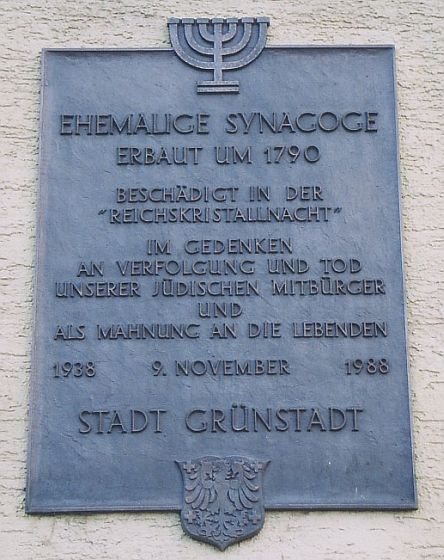 EHEMALIGE SYNAGOGE
ERBAUT UM 1790
BESCHÄDIGT IN DER
"REICHSKRISTALLNACHT"
IM GEDENKEN
AN VERFOLGUNG UND TOD
UNSERER JÜDISCHEN MITBÜRGER
UND
ALS MAHNUNG AN DIE LEBENDEN
1938 9. NOVEMBER 1988
STADT GRÜNSTADT